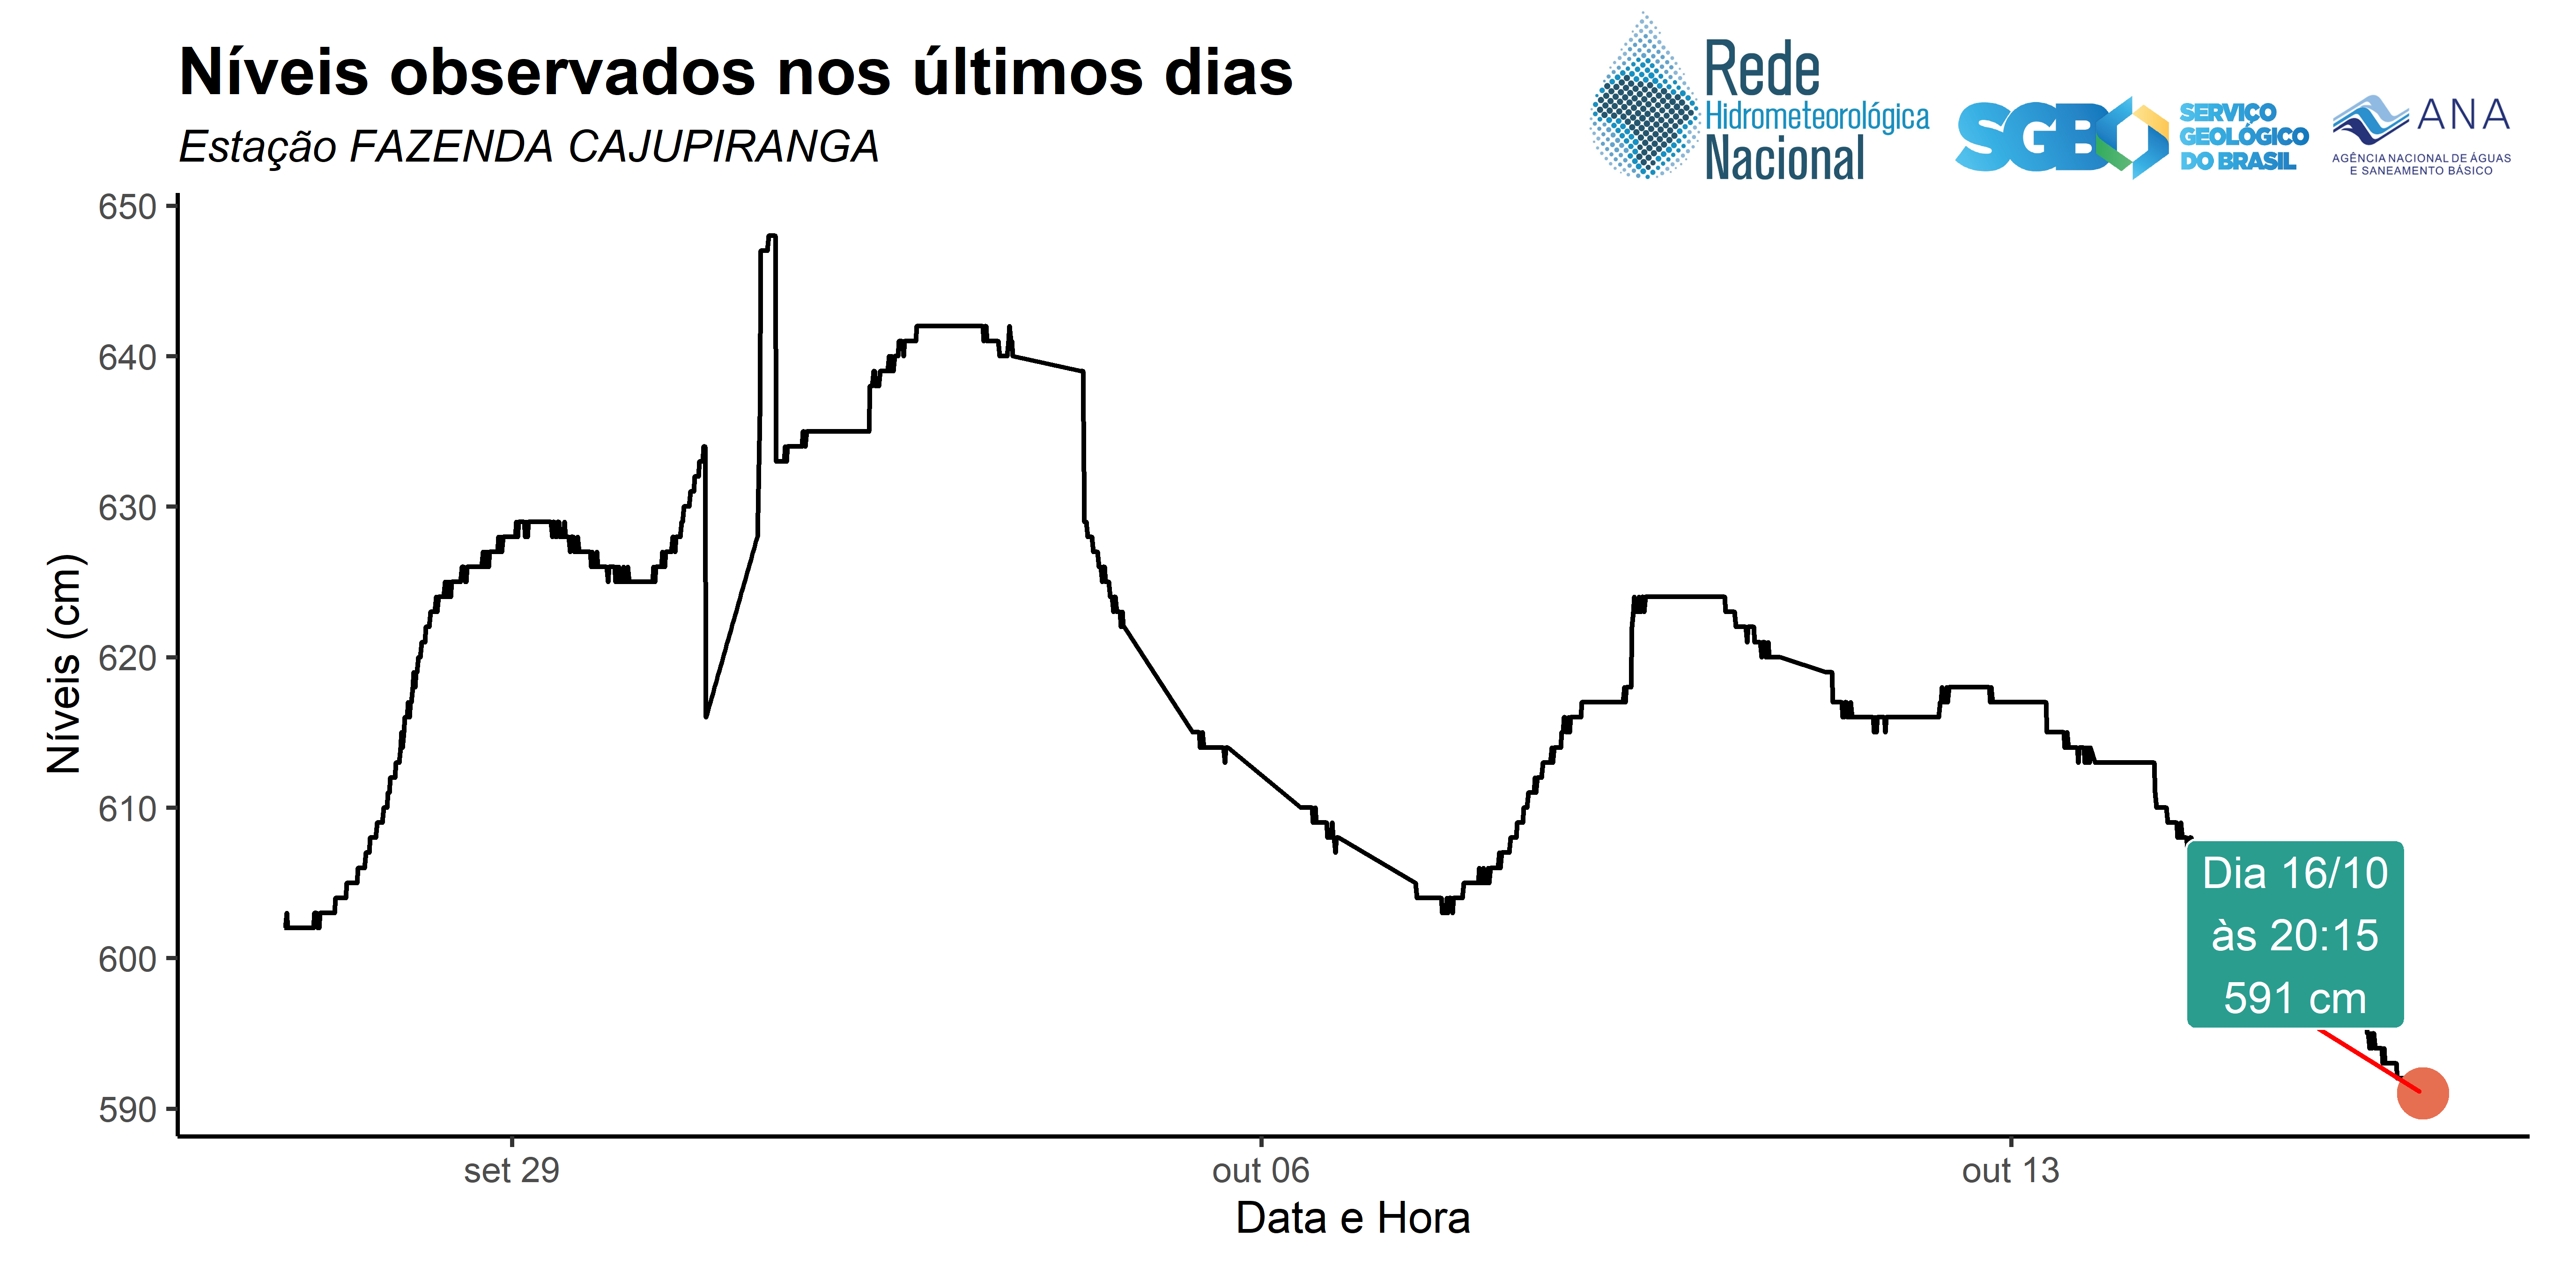 Níveis observados nos últimos dias
Estação FAZENDA CAJUPIRANGA
Rede
Hidrometeorológica
Nacional
SGB
SERVIÇO
GEOLÓGICO
DO BRASIL
ANA
AGÊNCIA NACIONAL DE ÁGUAS
E SANEAMENTO BÁSICO
Níveis (cm)
650
640
630
620
610
600
590
Dia 16/10
às 20:15
591 cm
set 29
out 06
out 13
Data e Hora